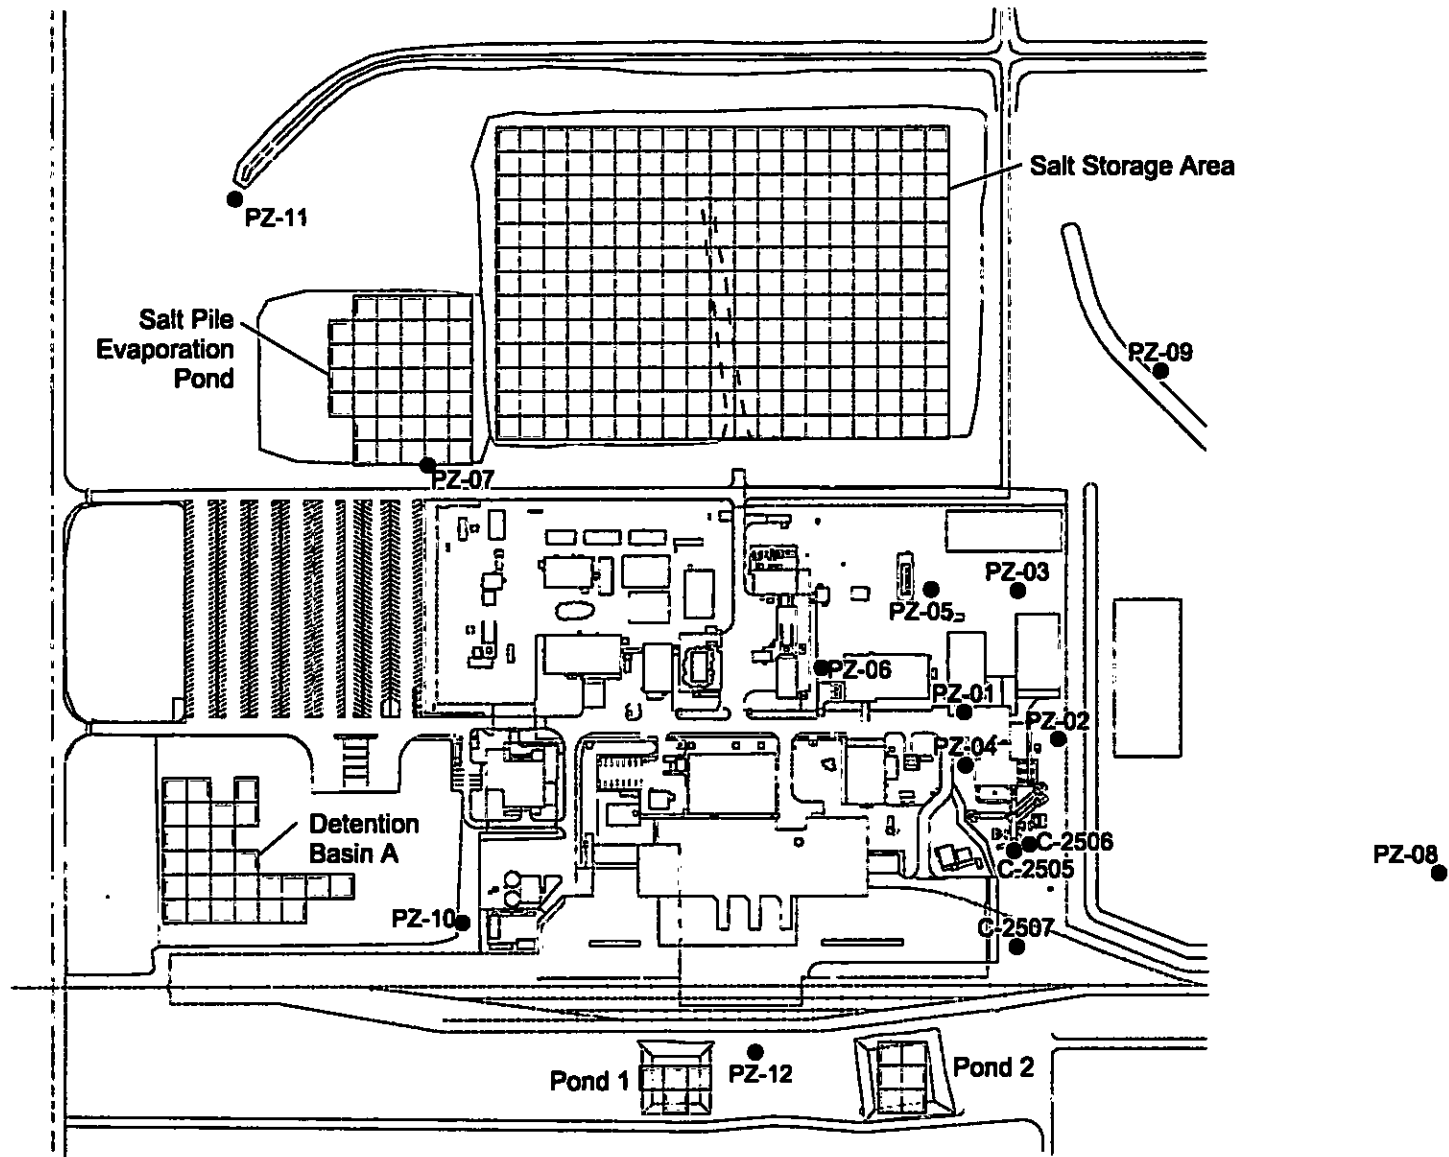 Salt Storage Area
PZ-11
Salt Pile
Evaporation
Pond
PZ-09
PZ-07
PZ-03
PZ-05
PZ-06
PZ-01
PZ-02
PZ-04
Detention
Basin A
C-2506
C-2505
PZ-08
PZ-10
C-2507
Pond 1
PZ-12
Pond 2